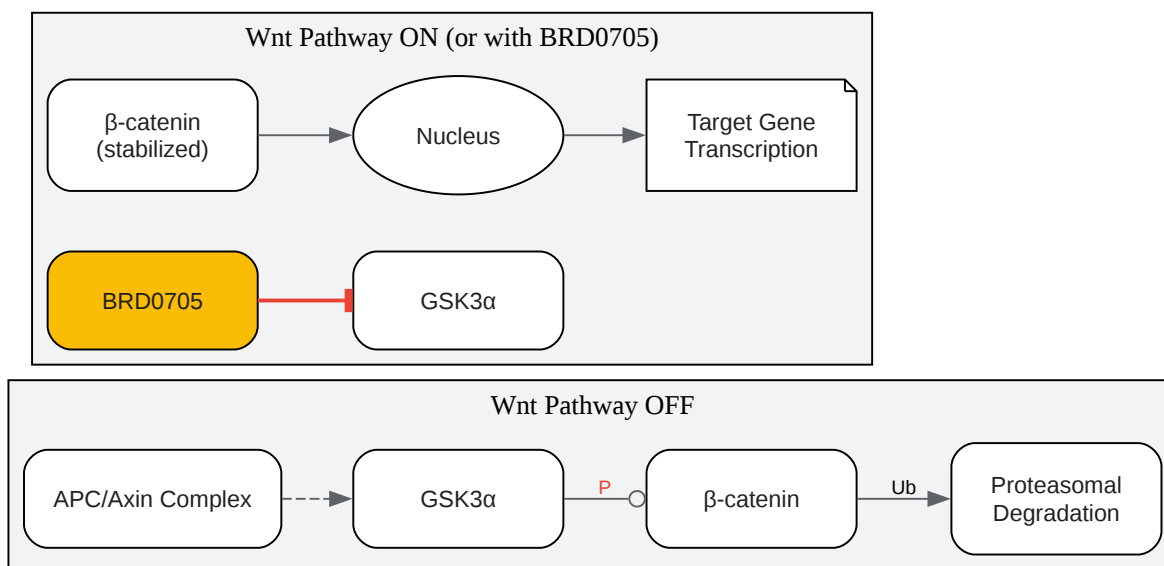 Wnt Pathway ON (or with BRD0705)
β-catenin
(stabilized)
Nucleus
Target Gene
Transcription
BRD0705
GSK3α
Wnt Pathway OFF
APC/Axin Complex
GSK3α
P
β-catenin
Ub
Proteasomal
Degradation